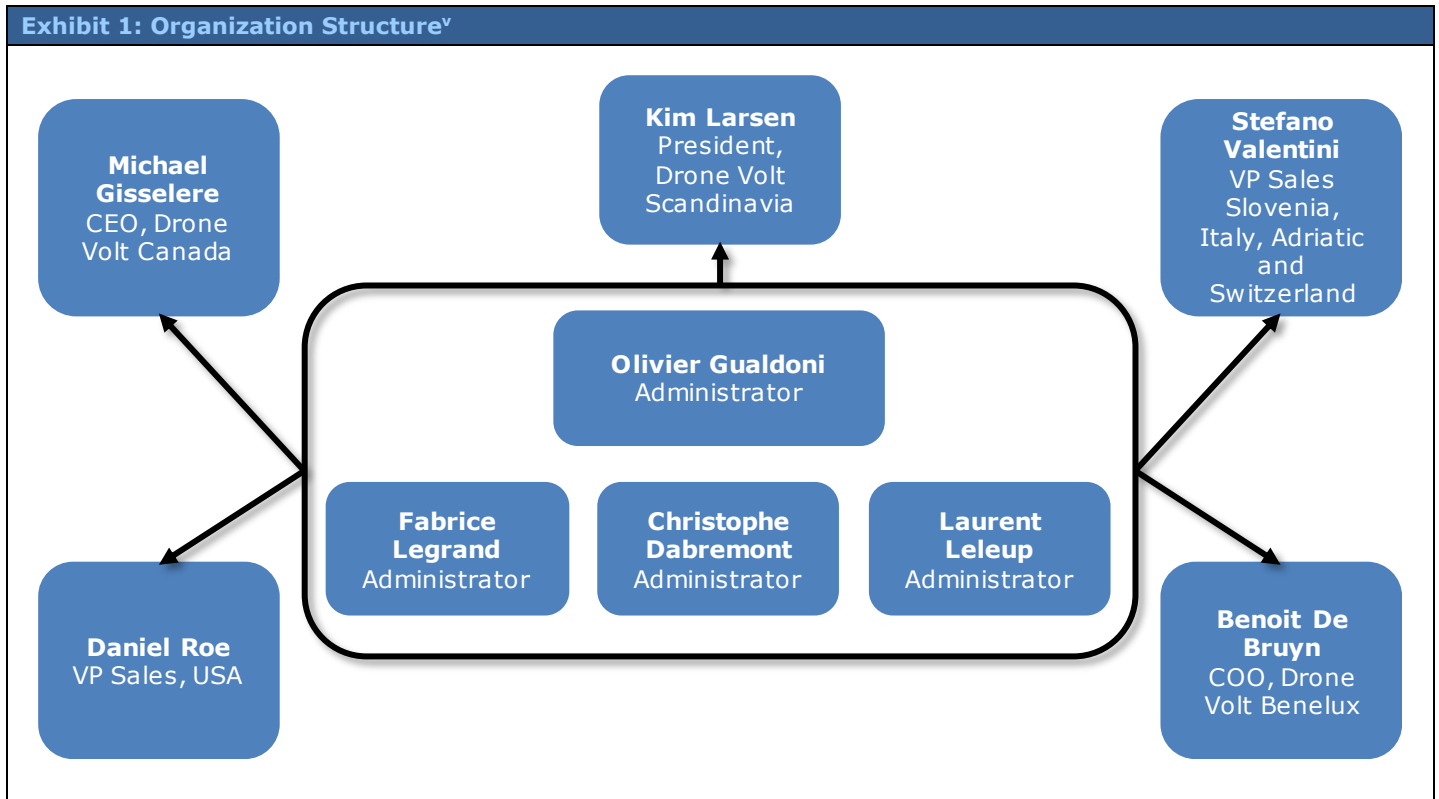 Exhibit 1: Organization Structureᵛ
Kim Larsen
President,
Drone Volt
Scandinavia
Michael
Gisselere
CEO, Drone
Volt Canada
Stefano
Valentini
VP Sales
Slovenia,
Italy, Adriatic
and
Switzerland
Olivier Gualdoni
Administrator
Fabrice
Legrand
Administrator
Christophe
Dabremont
Administrator
Laurent
Leleup
Administrator
Daniel Roe
VP Sales, USA
Benoit De
Bruyn
COO, Drone
Volt Benelux